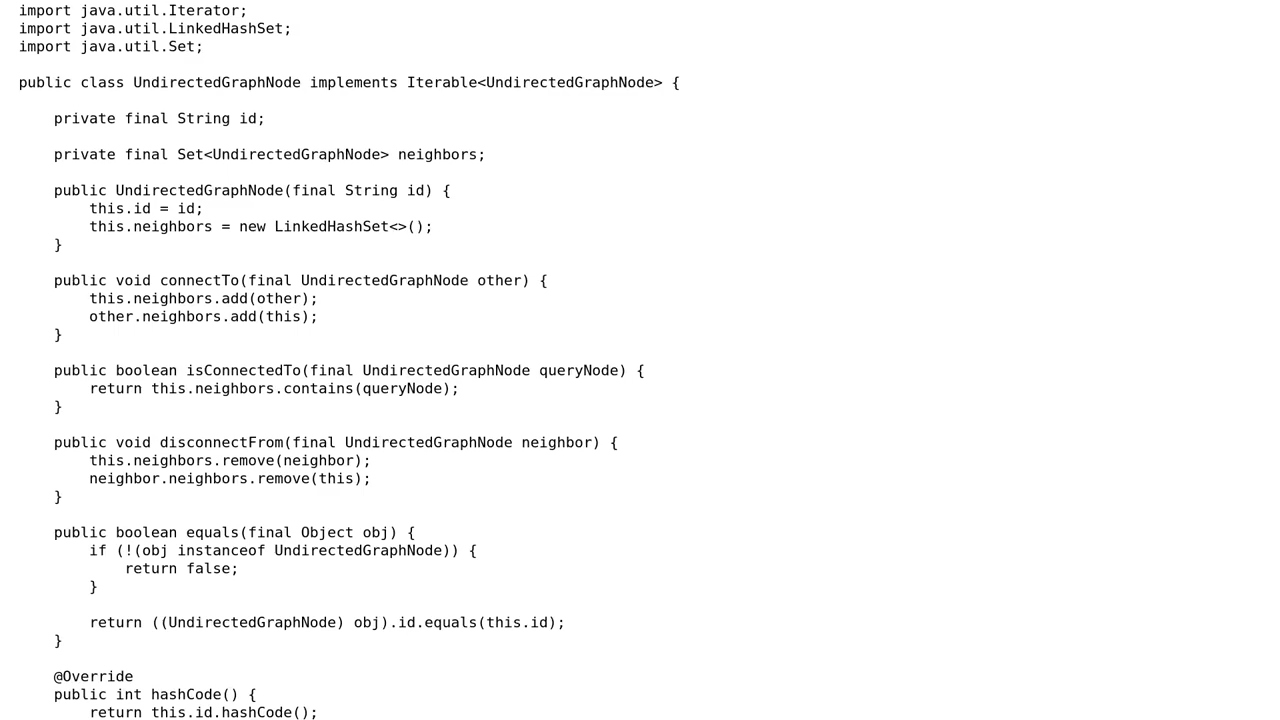 import java.util.Iterator;
import java.util.LinkedHashSet;
import java.util.Set;

public class UndirectedGraphNode implements Iterable<UndirectedGraphNode> {

    private final String id;

    private final Set<UndirectedGraphNode> neighbors;

    public UndirectedGraphNode(final String id) {
        this.id = id;
        this.neighbors = new LinkedHashSet<>();
    }

    public void connectTo(final UndirectedGraphNode other) {
        this.neighbors.add(other);
        other.neighbors.add(this);
    }

    public boolean isConnectedTo(final UndirectedGraphNode queryNode) {
        return this.neighbors.contains(queryNode);
    }

    public void disconnectFrom(final UndirectedGraphNode neighbor) {
        this.neighbors.remove(neighbor);
        neighbor.neighbors.remove(this);
    }

    public boolean equals(final Object obj) {
        if (!(obj instanceof UndirectedGraphNode)) {
            return false;
        }

        return ((UndirectedGraphNode) obj).id.equals(this.id);
    }

    @Override
    public int hashCode() {
        return this.id.hashCode();